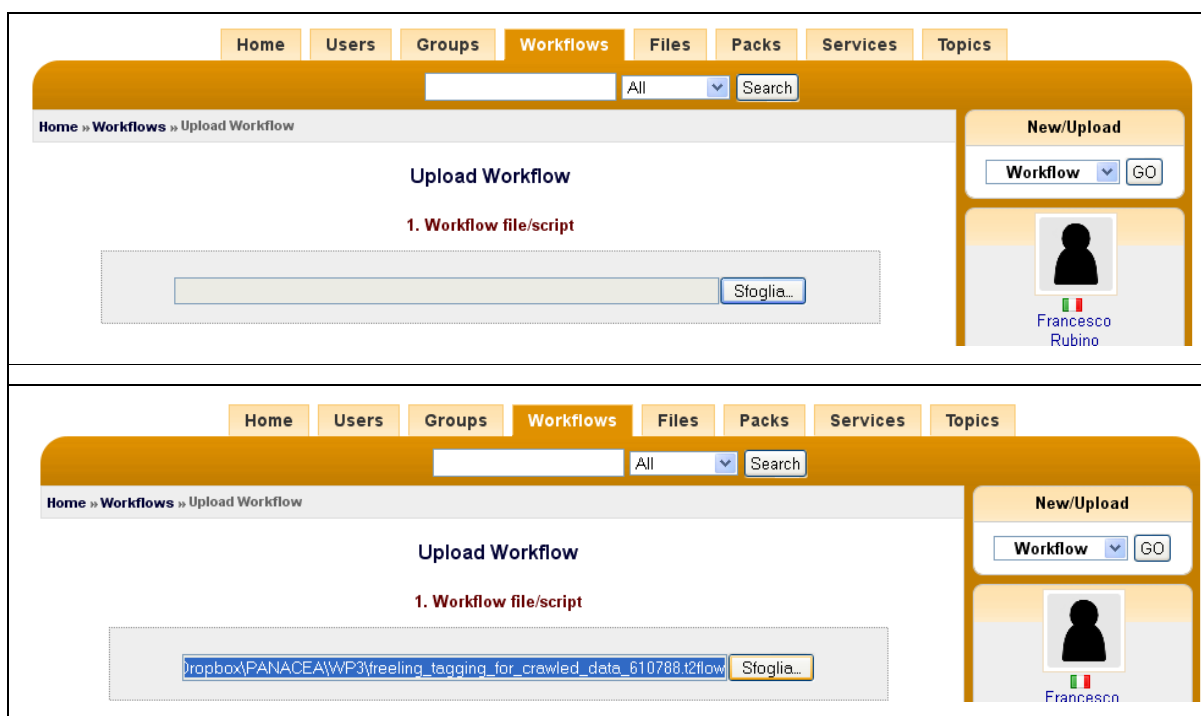 Home Users Groups Workflows Files Packs Services Topics
All Search
Home » Workflows » Upload Workflow
New/Upload
Upload Workflow
Workflow GO
1. Workflow file/script
Sfoglia...
Francesco
Rubino
Home Users Groups Workflows Files Packs Services Topics
All Search
Home » Workflows » Upload Workflow
New/Upload
Upload Workflow
Workflow GO
1. Workflow file/script
Dropbox\PANACEA\WP3\freeling_tagging_for_crawled_data_610788.t2flow Sfoglia...
Francesco